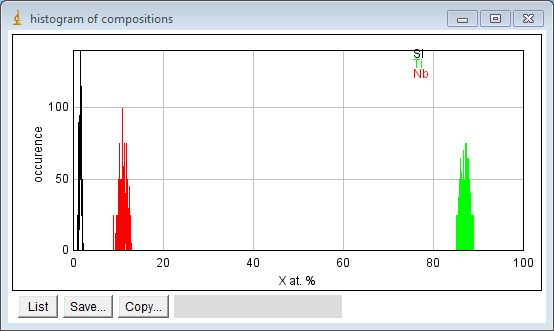 histogram of compositions
Si
Ti
Nb
occurence
100
50
0
0 20 40 60 80 100
X at. %
List Save... Copy...